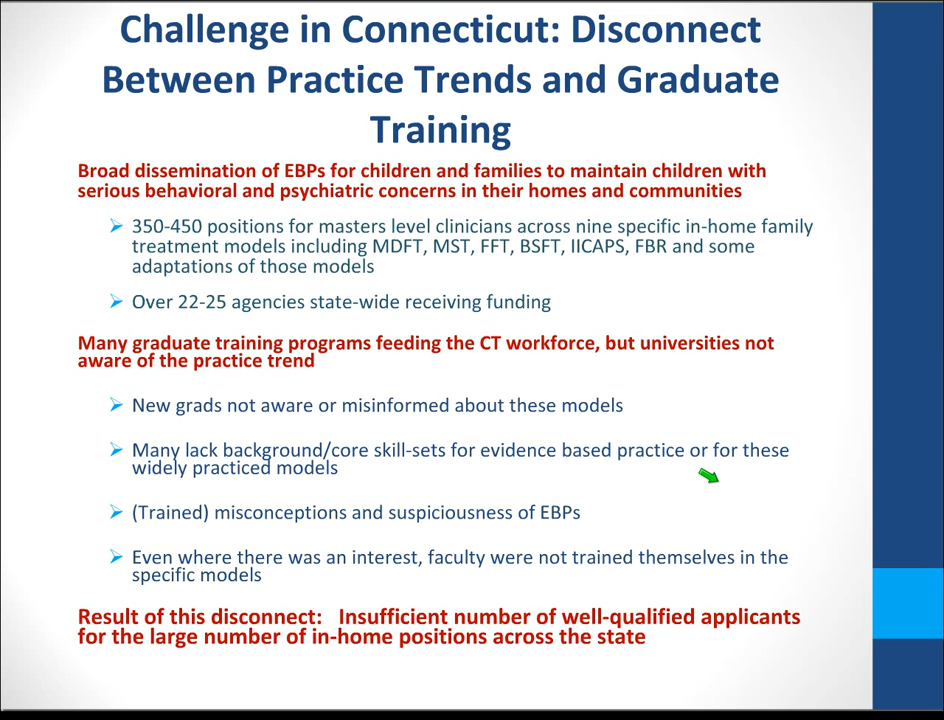 Challenge in Connecticut: Disconnect
Between Practice Trends and Graduate
Training
Broad dissemination of EBPs for children and families to maintain children with
serious behavioral and psychiatric concerns in their homes and communities
350-450 positions for masters level clinicians across nine specific in-home family
treatment models including MDFT, MST, FFT, BSFT, IICAPS, FBR and some
adaptations of those models
Over 22-25 agencies state-wide receiving funding
Many graduate training programs feeding the CT workforce, but universities not
aware of the practice trend
New grads not aware or misinformed about these models
Many lack background/core skill-sets for evidence based practice or for these
widely practiced models
(Trained) misconceptions and suspiciousness of EBPs
Even where there was an interest, faculty were not trained themselves in the
specific models
Result of this disconnect: Insufficient number of well-qualified applicants
for the large number of in-home positions across the state